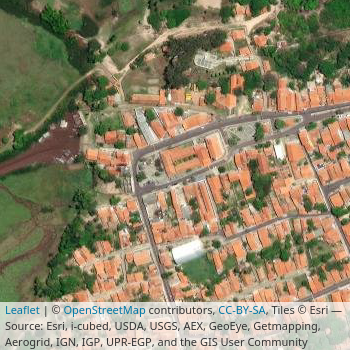 Leaflet | © OpenStreetMap contributors, CC-BY-SA, Tiles © Esri —
Source: Esri, i-cubed, USDA, USGS, AEX, GeoEye, Getmapping,
Aerogrid, IGN, IGP, UPR-EGP, and the GIS User Community